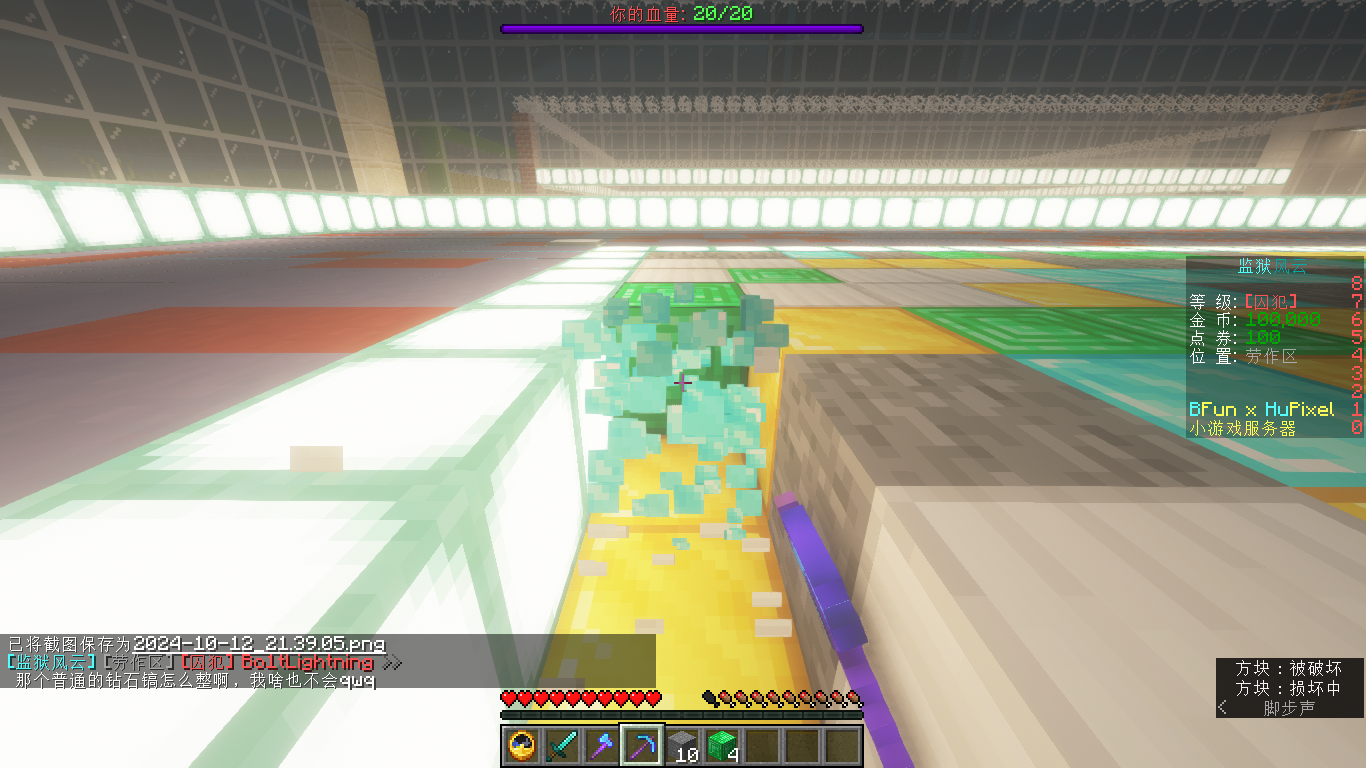 你的血量: 20/20
监狱风云
等 级: [囚犯]
8
7
金 币: 100,000
6
点 券: 100
5
位 置: 劳作区
4
3
2
BFun x HuPixel
1
小游戏服务器
0
已将截图保存为2024-10-12_21.39.05.png
[监狱风云] [劳作区] [囚犯] BoltLightning >>
那个普通的钻石镐怎么整啊，我啥也不会qwq
方块：被破坏
方块：损坏中
< 脚步声
10
4